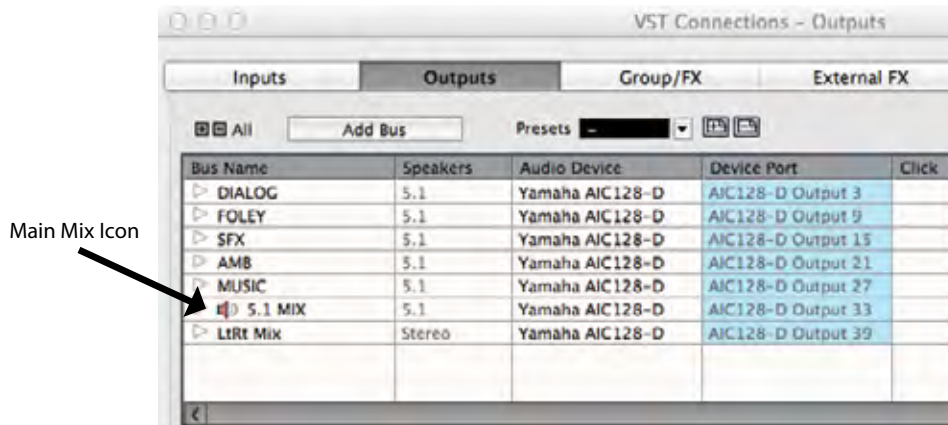 VST Connections – Outputs
Inputs Outputs Group/FX External FX
All Add Bus Presets –
Bus Name Speakers Audio Device Device Port Click
DIALOG 5.1 Yamaha AIC128-D AIC128-D Output 3
FOLEY 5.1 Yamaha AIC128-D AIC128-D Output 9
SFX 5.1 Yamaha AIC128-D AIC128-D Output 15
AMB 5.1 Yamaha AIC128-D AIC128-D Output 21
Main Mix Icon
MUSIC 5.1 Yamaha AIC128-D AIC128-D Output 27
5.1 MIX 5.1 Yamaha AIC128-D AIC128-D Output 33
LtRt Mix Stereo Yamaha AIC128-D AIC128-D Output 39